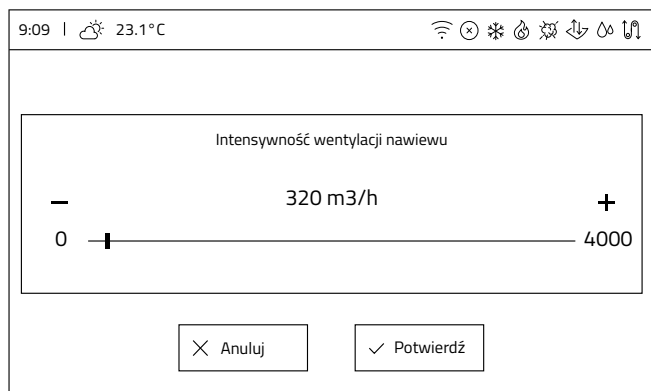 9:09 | 23.1°C
Intensywność wentylacji nawiewu
320 m3/h
0 4000
Anuluj
Potwierdź